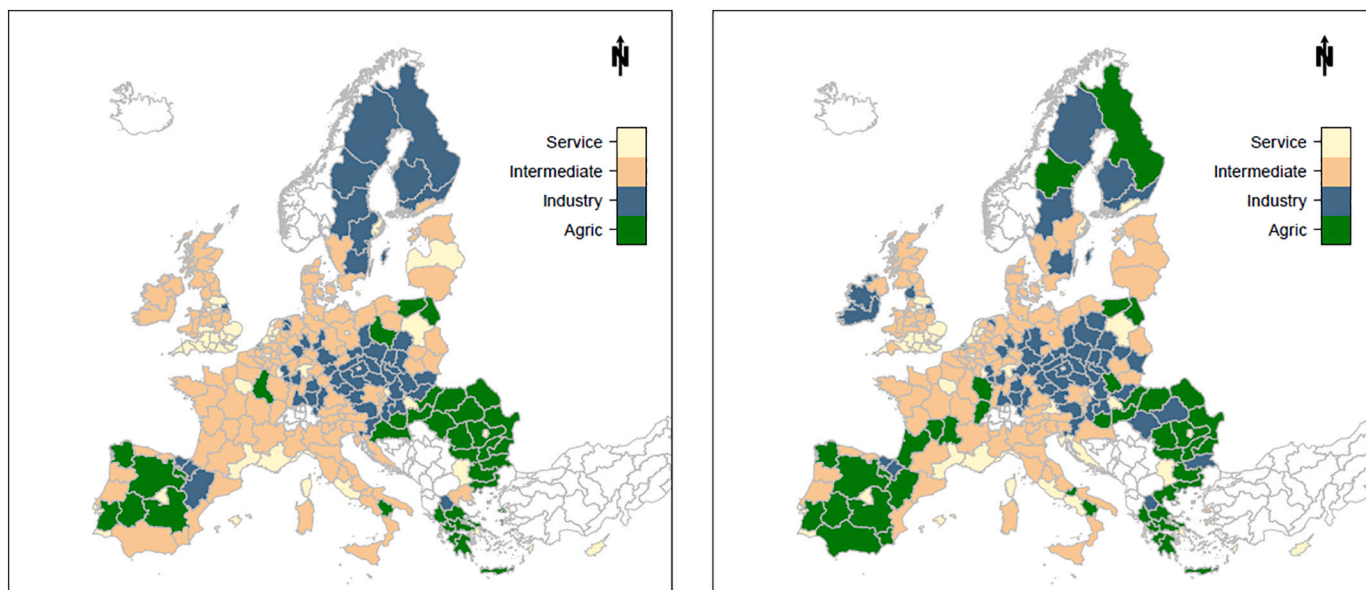 N
Service
Intermediate
Industry
Agric
N
Service
Intermediate
Industry
Agric